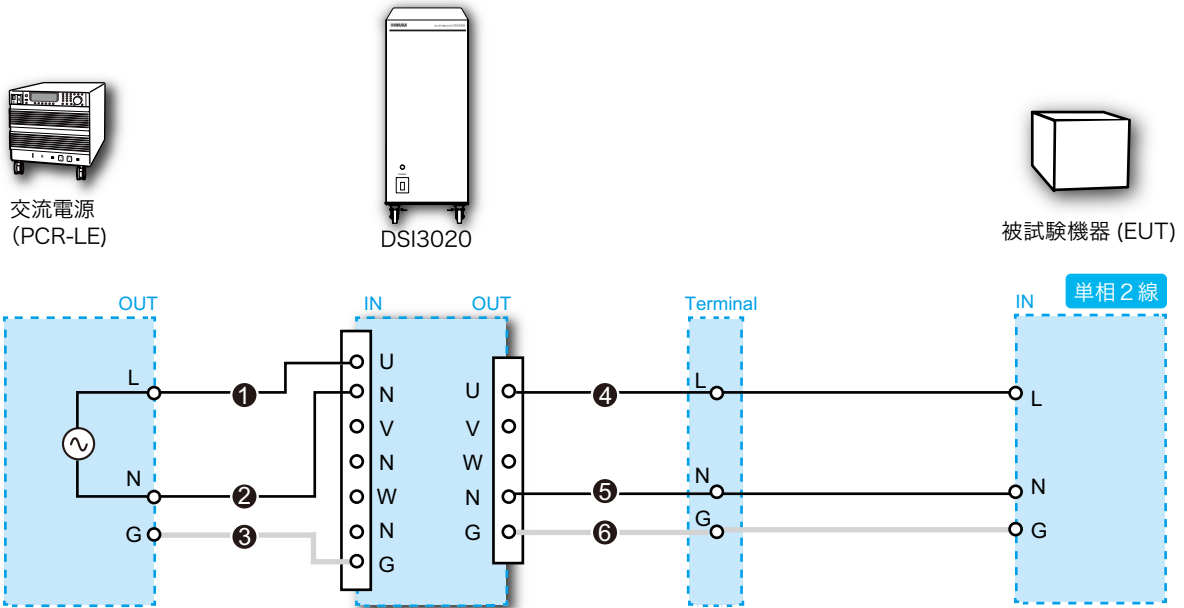 交流電源
（PCR-LE)
DSI3020
被試験機器 (EUT)
単相２線
OUT
IN
OUT
Terminal
IN
L
N
G
1
2
3
U
N
V
N
W
N
G
U
V
W
N
G
4
5
6
L
N
G
L
N
G